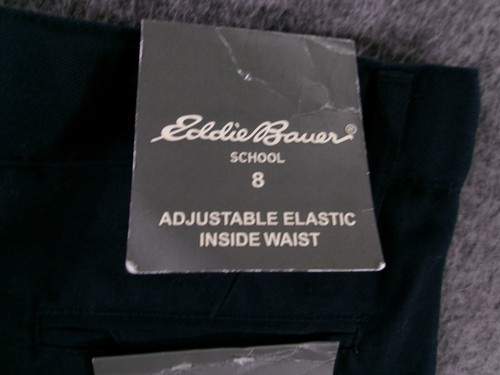 Eddie Bauer®
SCHOOL
8
ADJUSTABLE ELASTIC
INSIDE WAIST